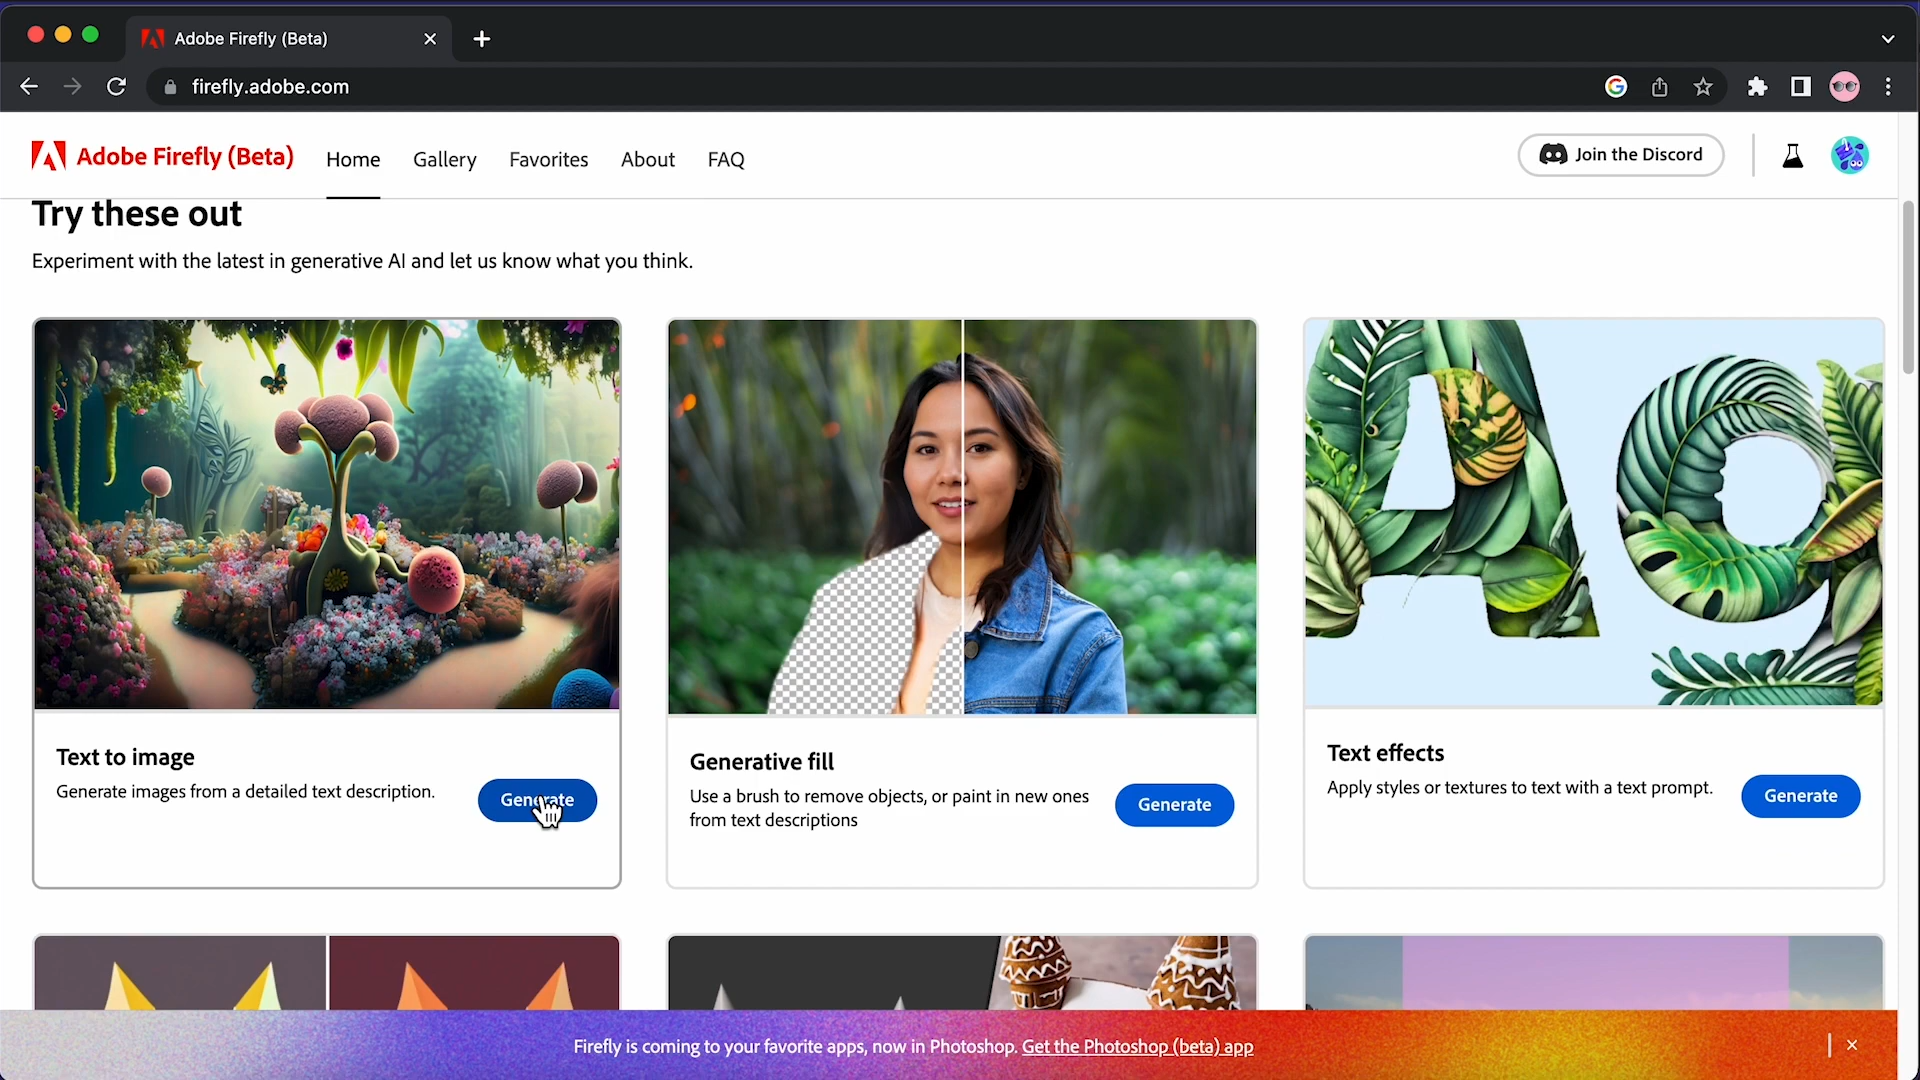 Adobe Firefly (Beta)
firefly.adobe.com
Adobe Firefly (Beta)
Home
Gallery
Favorites
About
FAQ
Join the Discord
Try these out
Experiment with the latest in generative AI and let us know what you think.
Ag
Text to image
Generate images from a detailed text description.
Generate
Generative fill
Use a brush to remove objects, or paint in new ones
from text descriptions
Generate
Text effects
Apply styles or textures to text with a text prompt.
Generate
Firefly is coming to your favorite apps, now in Photoshop. Get the Photoshop (beta) app